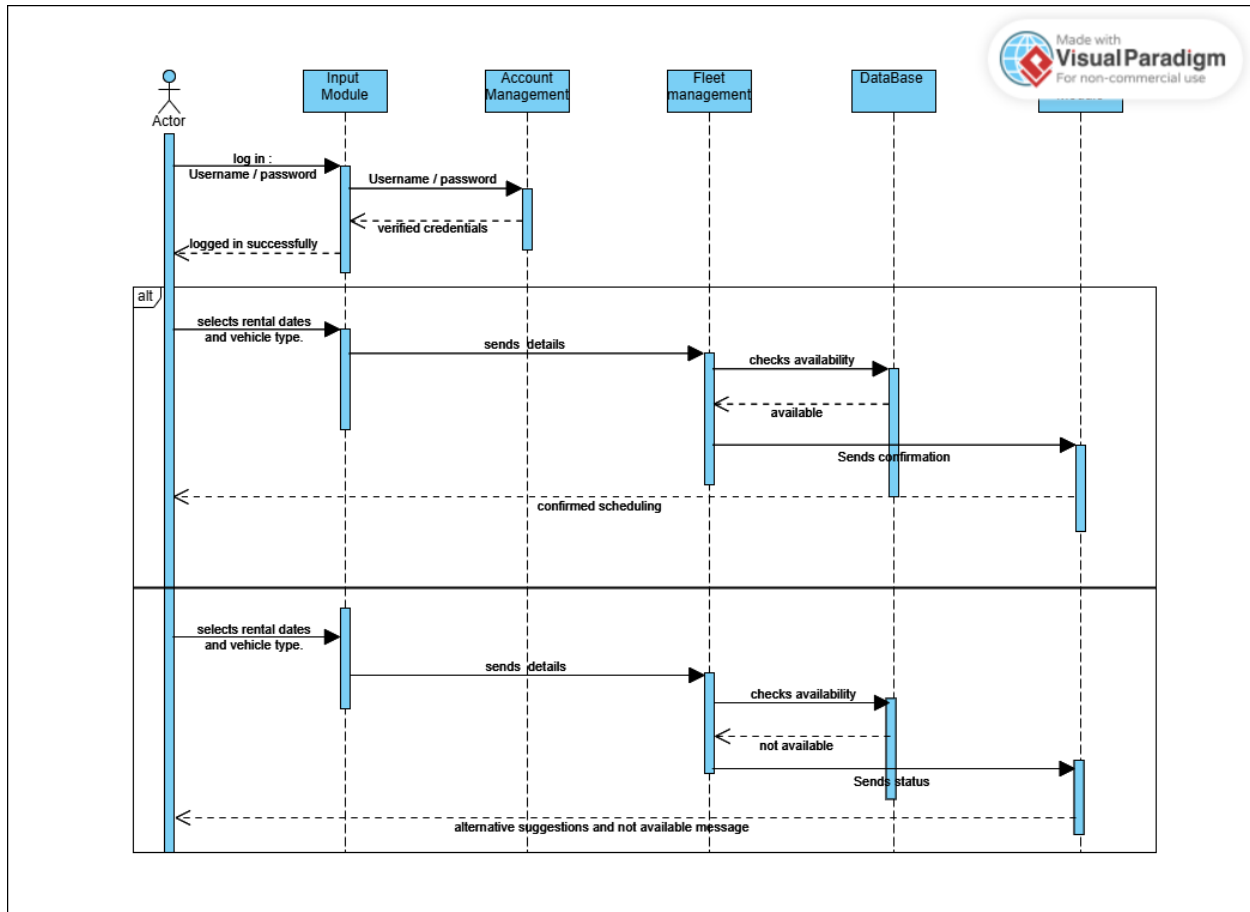 Made with
VisualParadigm
For non-commercial use
Actor
Input
Module
Account
Management
Fleet
management
DataBase
log in :
Username / password
Username / password
verified credentials
logged in successfully
alt
selects rental dates
and vehicle type.
sends details
checks availability
available
Sends confirmation
confirmed scheduling
selects rental dates
and vehicle type.
sends details
checks availability
not available
Sends status
alternative suggestions and not available message